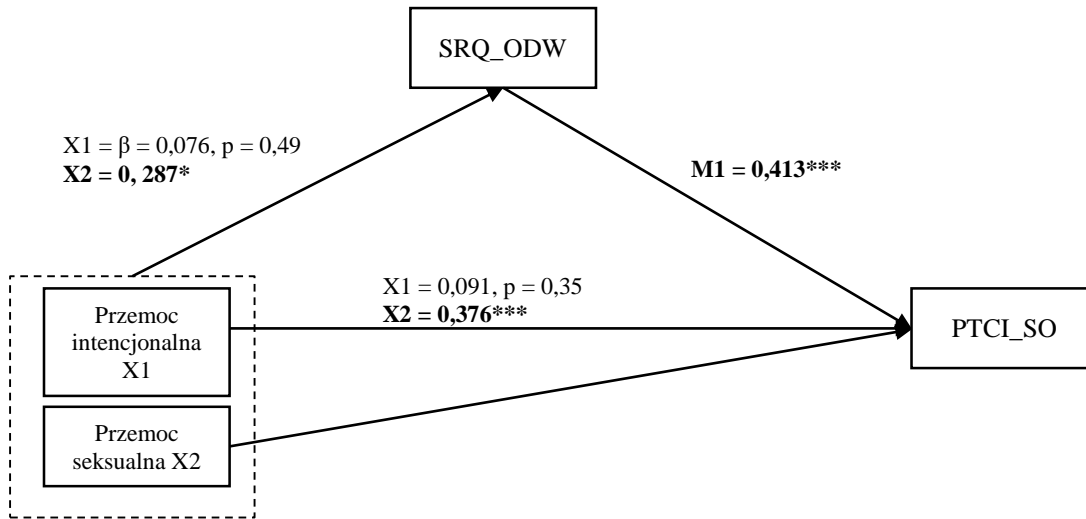 SRQ_ODW
X1 = β = 0,076, p = 0,49
X2 = 0, 287*
M1 = 0,413***
X1 = 0,091, p = 0,35
X2 = 0,376***
Przemoc
intencjonalna
X1
PTCI_SO
Przemoc
seksualna X2